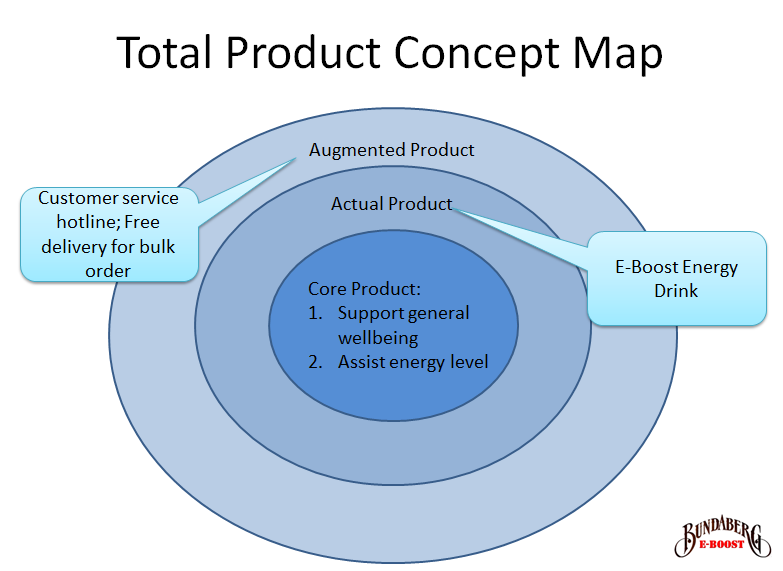 Total Product Concept Map
Augmented Product
Customer service
hotline; Free
delivery for bulk
order
Actual Product
E-Boost Energy
Drink
Core Product:
1. Support general
wellbeing
2. Assist energy level
BUNDABERG
E-BOOST